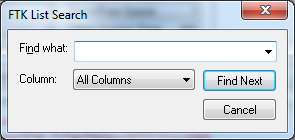 FTK List Search
Find what:
Column: All Columns Find Next
Cancel